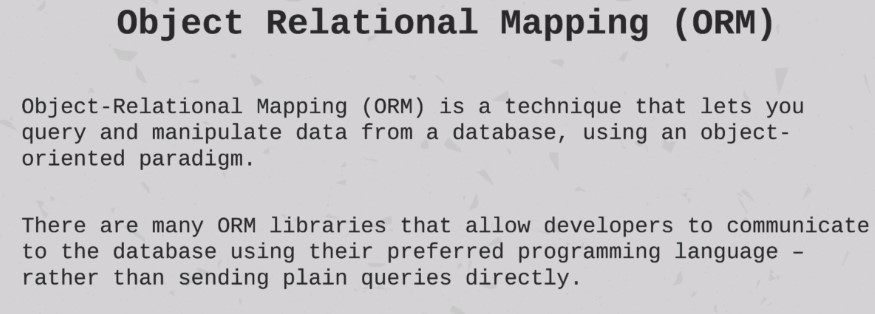 Object Relational Mapping (ORM)
Object-Relational Mapping (ORM) is a technique that lets you
query and manipulate data from a database, using an object-
oriented paradigm.
There are many ORM libraries that allow developers to communicate
to the database using their preferred programming language –
rather than sending plain queries directly.